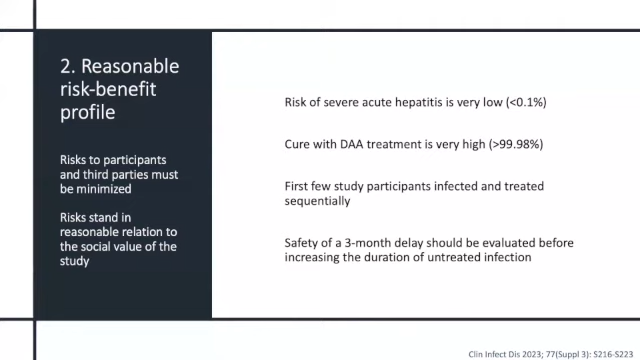 2. Reasonable
risk-benefit
profile
Risks to participants
and third parties must
be minimized
Risks stand in
reasonable relation to
the social value of the
study
Risk of severe acute hepatitis is very low (<0.1%)
Cure with DAA treatment is very high (>99.98%)
First few study participants infected and treated
sequentially
Safety of a 3-month delay should be evaluated before
increasing the duration of untreated infection
Clin Infect Dis 2023; 77(Suppl 3): S216-S223